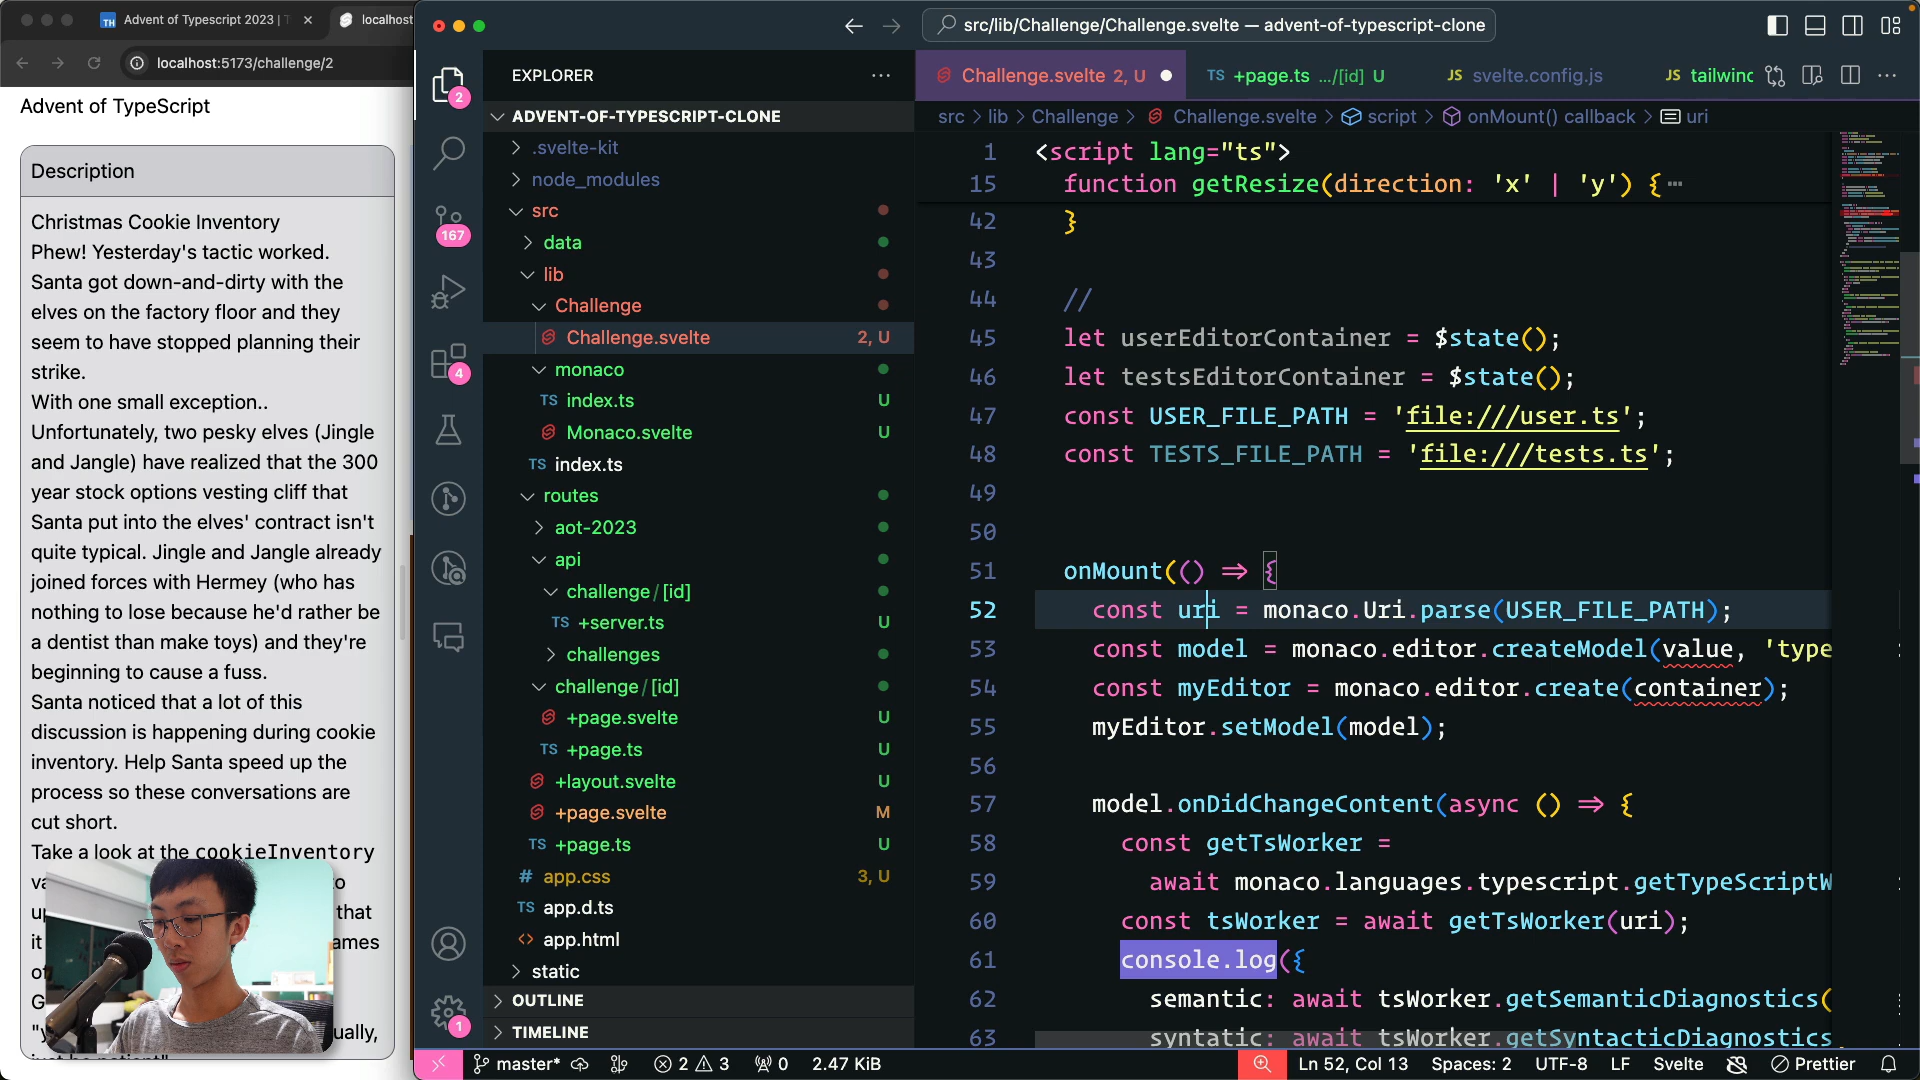 Advent of Typescript 2023 | T
localhost
localhost:5173/challenge/2
Advent of TypeScript
Description
Christmas Cookie Inventory
Phew! Yesterday's tactic worked.
Santa got down-and-dirty with the
elves on the factory floor and they
seem to have stopped planning their
strike.
With one small exception..
Unfortunately, two pesky elves (Jingle
and Jangle) have realized that the 300
year stock options vesting cliff that
Santa put into the elves' contract isn't
quite typical. Jingle and Jangle already
joined forces with Hermey (who has
nothing to lose because he'd rather be
a dentist than make toys) and they're
beginning to cause a fuss.
Santa noticed that a lot of this
discussion is happening during cookie
inventory. Help Santa speed up the
process so these conversations are
cut short.
Take a look at the cookieInventory
that
it
ually,
src/lib/Challenge/Challenge.svelte — advent-of-typescript-clone
2
167
4
1
EXPLORER
ADVENT-OF-TYPESCRIPT-CLONE
.svelte-kit
node_modules
src
data
lib
Challenge
Challenge.svelte 2, U
monaco
TS index.ts U
Monaco.svelte U
TS index.ts
routes
aot-2023
api
challenge / [id]
TS +server.ts U
challenges
challenge / [id]
+page.svelte U
TS +page.ts U
+layout.svelte U
+page.svelte M
TS +page.ts U
# app.css 3, U
TS app.d.ts
<> app.html
static
OUTLINE
TIMELINE
Challenge.svelte 2, U
TS +page.ts .../[id] U
JS svelte.config.js
JS tailwinc
src > lib > Challenge > Challenge.svelte > script > onMount() callback > uri
1 <script lang="ts">
15 function getResize(direction: 'x' | 'y') {…
42 }
43
44 //
45 let userEditorContainer = $state();
46 let testsEditorContainer = $state();
47 const USER_FILE_PATH = 'file:///user.ts';
48 const TESTS_FILE_PATH = 'file:///tests.ts';
49
50
51 onMount(() => {
52 const uri = monaco.Uri.parse(USER_FILE_PATH);
53 const model = monaco.editor.createModel(value, 'type
54 const myEditor = monaco.editor.create(container);
55 myEditor.setModel(model);
56
57 model.onDidChangeContent(async () => {
58 const getTsWorker =
59 await monaco.languages.typescript.getTypeScriptW
60 const tsWorker = await getTsWorker(uri);
61 console.log({
62 semantic: await tsWorker.getSemanticDiagnostics(
63 syntatic: await tsWorker.getSyntacticDiagnostics
master* 2 3 0 2.47 KiB
Ln 52, Col 13 Spaces: 2 UTF-8 LF Svelte Prettier